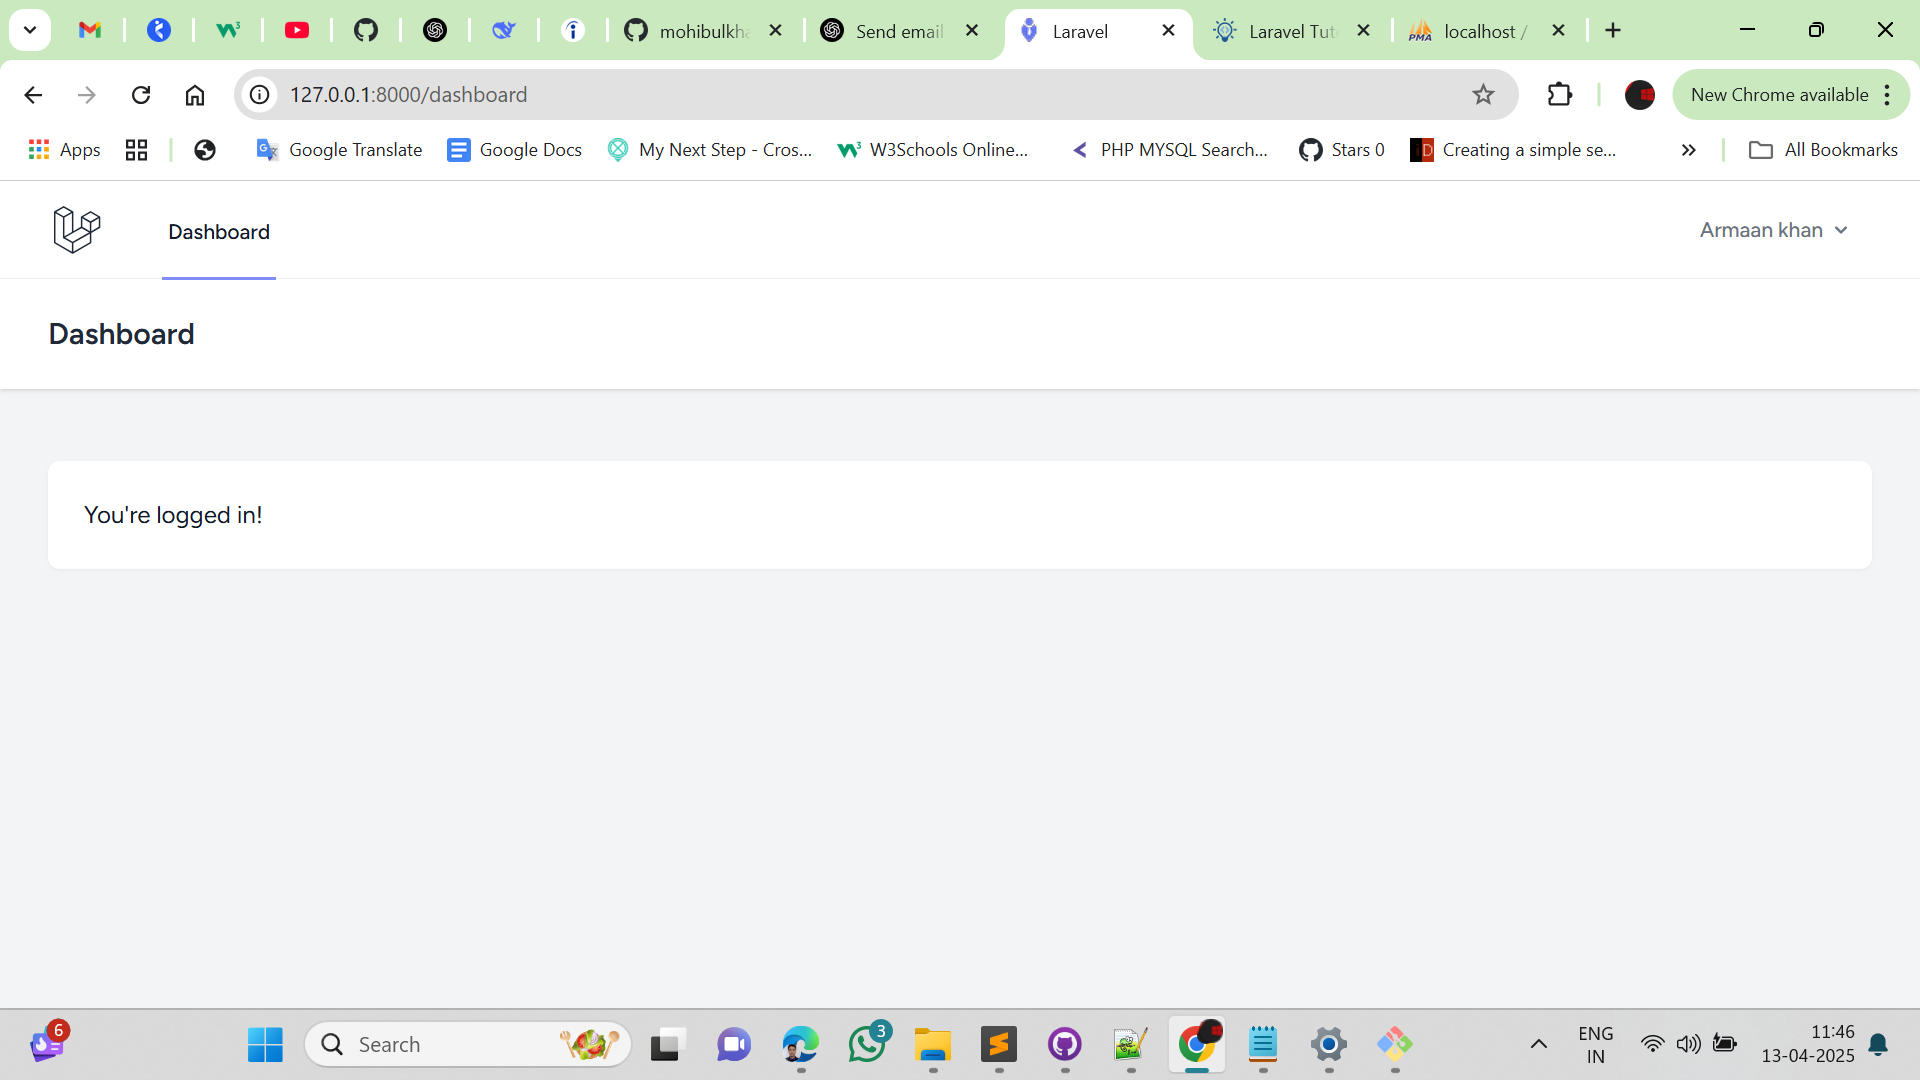 mohibulkha
Send email
Laravel
Laravel Tut
localhost /
127.0.0.1:8000/dashboard
New Chrome available
Apps
Google Translate
Google Docs
My Next Step - Cros...
W3Schools Online...
PHP MYSQL Search...
Stars 0
Creating a simple se...
All Bookmarks
Dashboard
Armaan khan
Dashboard
You're logged in!
6
Search
3
ENG
IN
11:46
13-04-2025